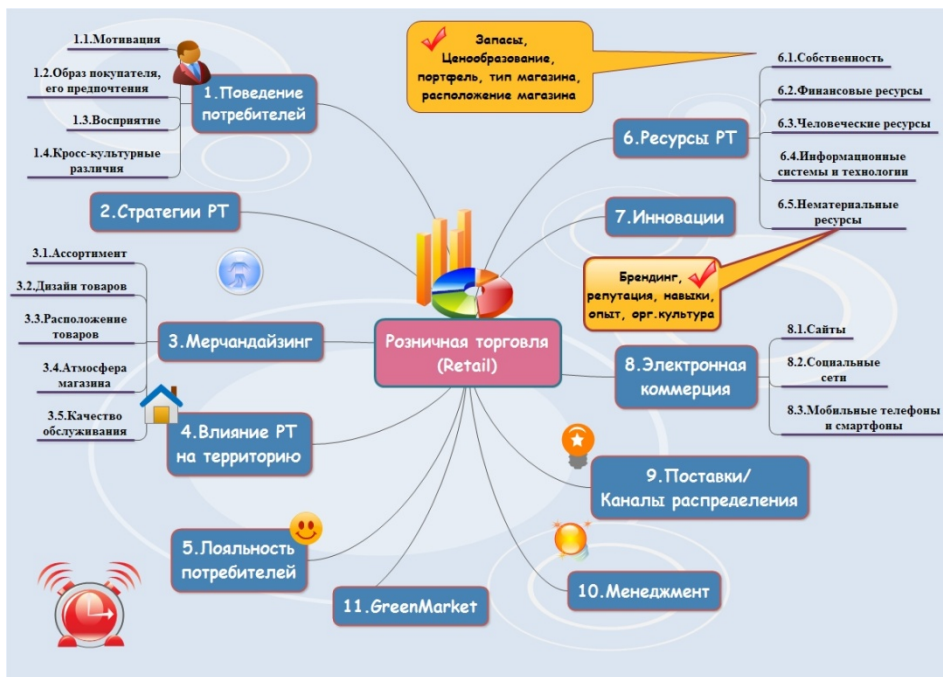 1.1.Мотивация
1.2.Образ покупателя,
его предпочтения
1.3.Восприятие
1.4.Кросс-культурные
различия
1.Поведение
потребителей
2.Стратегии РТ
3.1.Ассортимент
3.2.Дизайн товаров
3.3.Расположение
товаров
3.4.Атмосфера
магазина
3.5.Качество
обслуживания
3.Мерчандайзинг
4.Влияние РТ
на территорию
5.Лояльность
потребителей
11.GreenMarket
Розничная торговля
(Retail)
Запасы,
Ценообразование,
портфель, тип магазина,
расположение магазина
6.Ресурсы РТ
6.1.Собственность
6.2.Финансовые ресурсы
6.3.Человеческие ресурсы
6.4.Информационные
системы и технологии
6.5.Нематериальные
ресурсы
7.Инновации
Брендинг,
репутация, навыки,
опыт, орг.культура
8.Электронная
коммерция
8.1.Сайты
8.2.Социальные
сети
8.3.Мобильные телефоны
и смартфоны
9.Поставки/
Каналы распределения
10.Менеджмент